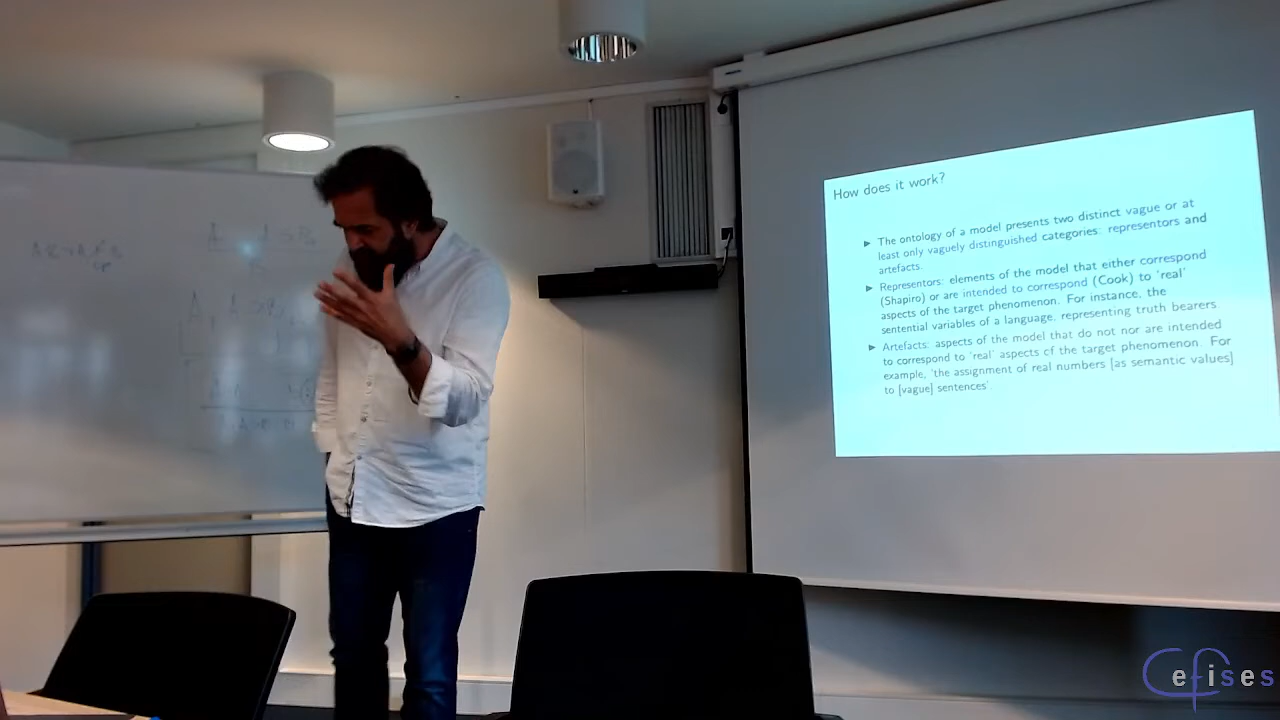 How does it work?
The ontology of a model presents two distinct vague or at
least only vaguely distinguished categories: representors and
artefacts.
Representors: elements of the model that either correspond
(Shapiro) or are intended to correspond (Cook) to 'real'
aspects of the target phenomenon. For instance, the
sentential variables of a language, representing truth bearers.
Artefacts: aspects of the model that do not nor are intended
to correspond to 'real' aspects of the target phenomenon. For
example, 'the assignment of real numbers [as semantic values]
to [vague] sentences'.
Cefises